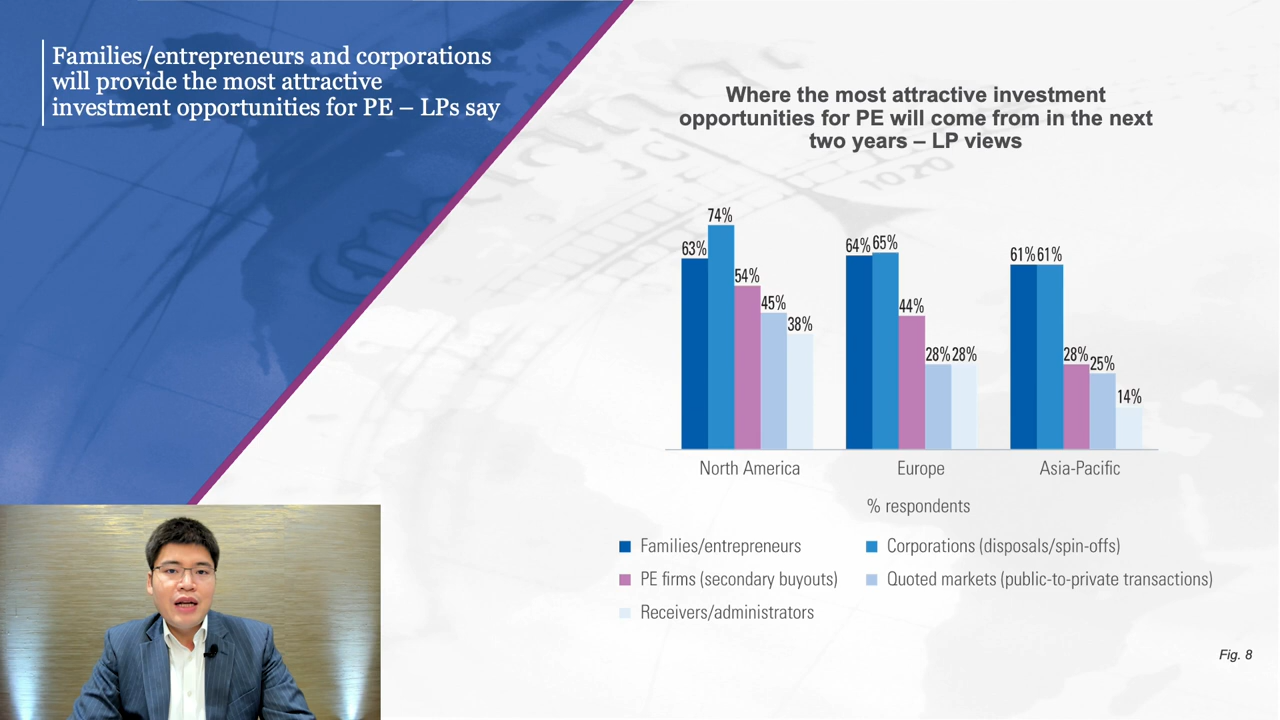 Families/entrepreneurs and corporations
will provide the most attractive
investment opportunities for PE – LPs say
Where the most attractive investment
opportunities for PE will come from in the next
two years – LP views
63%
74%
54%
45%
38%
64%
65%
44%
28%
28%
61%
61%
28%
25%
14%
North America
Europe
Asia-Pacific
% respondents
Families/entrepreneurs
Corporations (disposals/spin-offs)
PE firms (secondary buyouts)
Quoted markets (public-to-private transactions)
Receivers/administrators
Fig. 8
1020